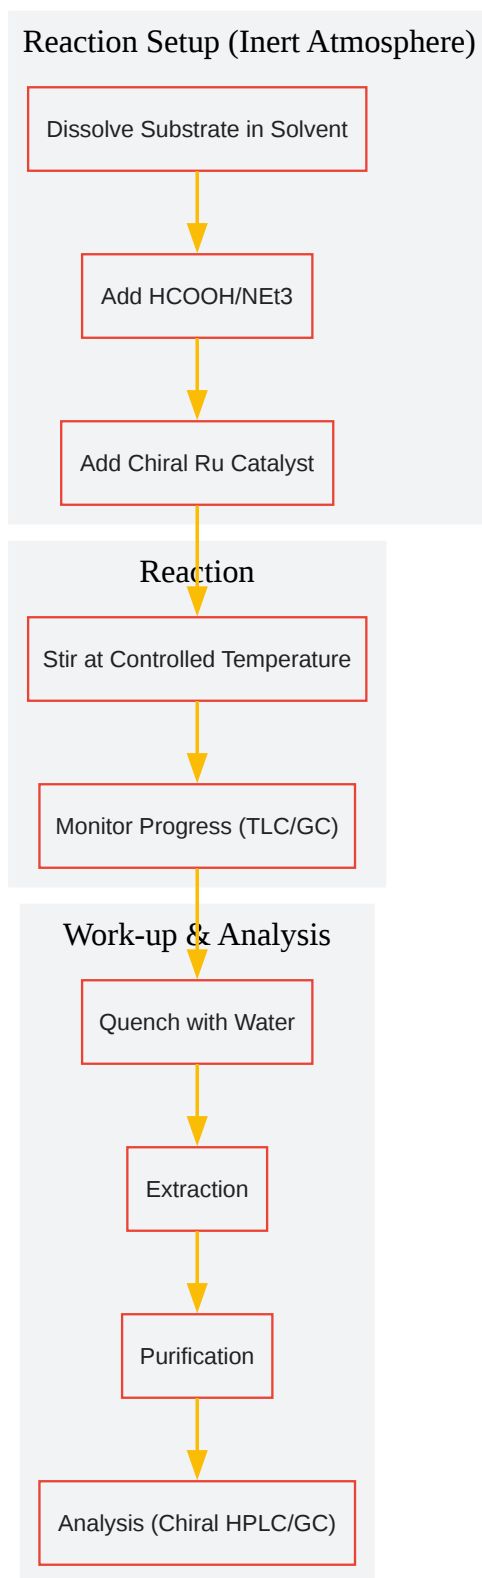 Reaction Setup (Inert Atmosphere)
Dissolve Substrate in Solvent
Add HCOOH/NEt3
Add Chiral Ru Catalyst
Reaction
Stir at Controlled Temperature
Monitor Progress (TLC/GC)
Work-up & Analysis
Quench with Water
Extraction
Purification
Analysis (Chiral HPLC/GC)